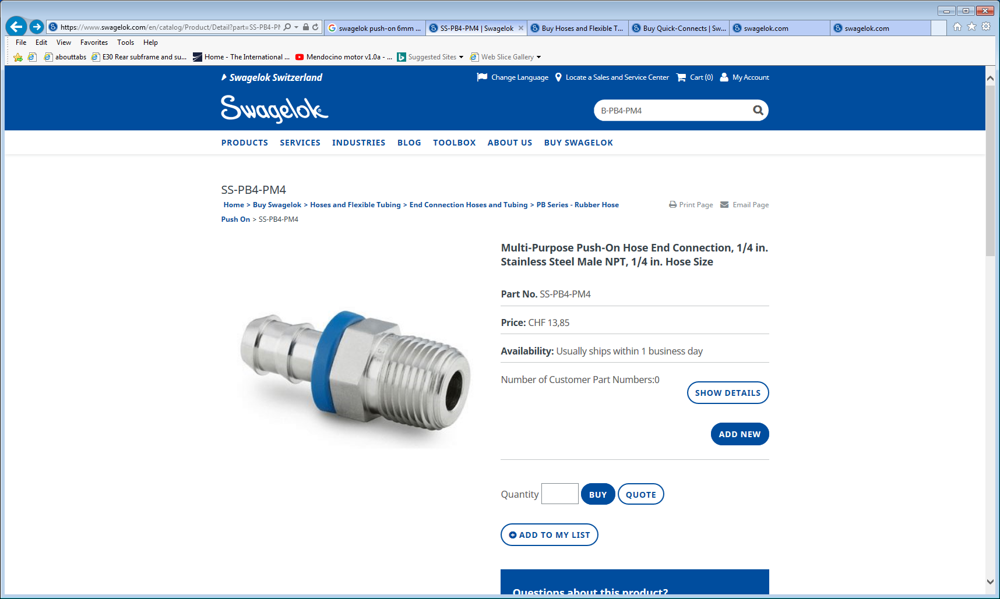 https://www.swagelok.com/en/catalog/Product/Detail?part=SS-PB4-PM
swagelok push-on 6mm ...
SS-PB4-PM4 | Swagelok
Buy Hoses and Flexible T...
Buy Quick-Connects | Sw...
swagelok.com
swagelok.com
File Edit View Favorites Tools Help
abouttabs
E30 Rear subframe and su...
Home - The International ...
Mendocino motor v1.0a - ...
Suggested Sites
Web Slice Gallery
Swagelok Switzerland
Change Language
Locate a Sales and Service Center
Cart (0)
My Account
Swagelok
B-PB4-PM4
PRODUCTS SERVICES INDUSTRIES BLOG TOOLBOX ABOUT US BUY SWAGELOK
SS-PB4-PM4
Home > Buy Swagelok > Hoses and Flexible Tubing > End Connection Hoses and Tubing > PB Series - Rubber Hose
Push On > SS-PB4-PM4
Print Page
Email Page
Multi-Purpose Push-On Hose End Connection, 1/4 in.
Stainless Steel Male NPT, 1/4 in. Hose Size
Part No. SS-PB4-PM4
Price: CHF 13,85
Availability: Usually ships within 1 business day
Number of Customer Part Numbers:0
SHOW DETAILS
ADD NEW
Quantity
BUY
QUOTE
ADD TO MY LIST
Questions about this product?